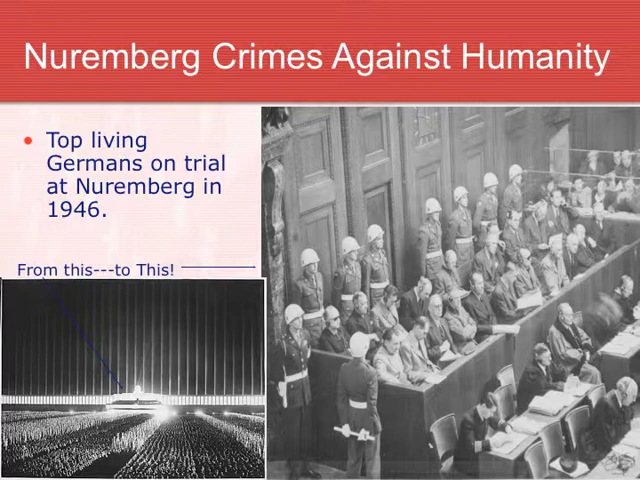 Nuremberg Crimes Against Humanity
• Top living
Germans on trial
at Nuremberg in
1946.
From this---to This!